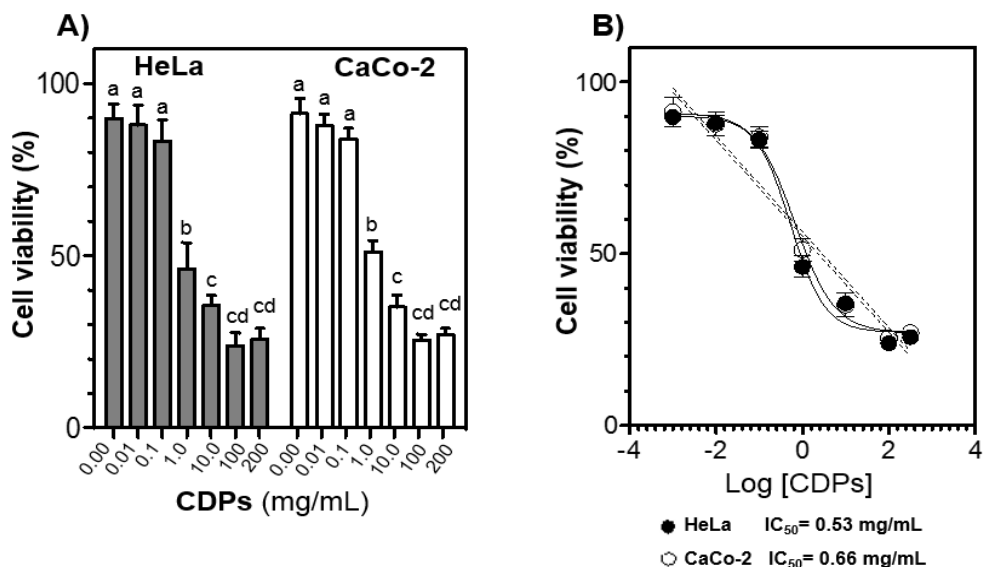 A)
HeLa
CaCo-2
a a a b c cd cd
a a a b c cd cd
Cell viability (%)
100
50
0
0.00 0.01 0.1 1.0 10.0 100 200
0.00 0.01 0.1 1.0 10.0 100 200
CDPs (mg/mL)
B)
Cell viability (%)
100
50
0
-4 -2 0 2 4
Log [CDPs]
HeLa IC₅₀= 0.53 mg/mL
CaCo-2 IC₅₀= 0.66 mg/mL